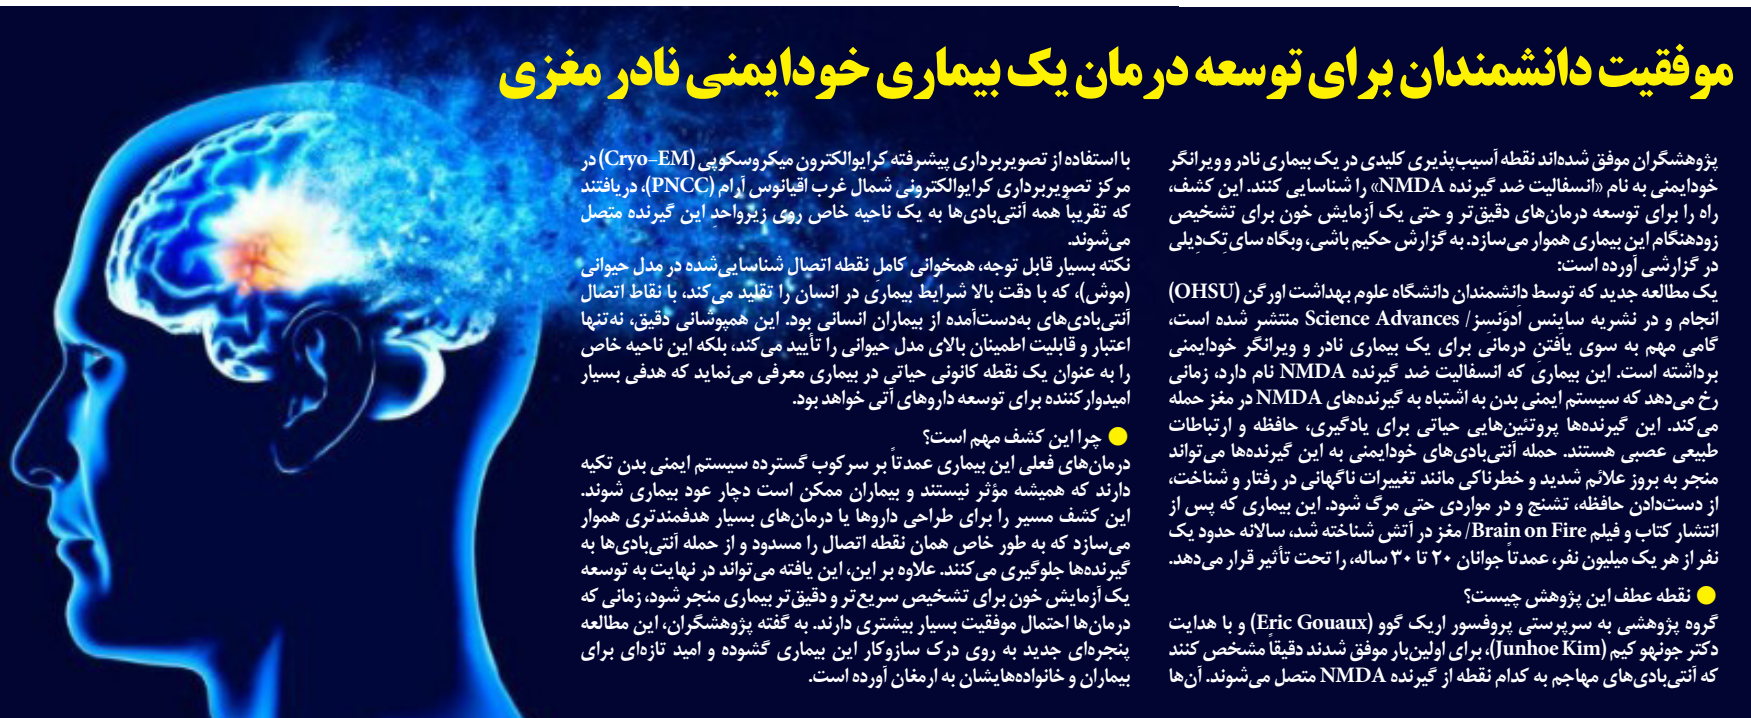 موفقیت دانشمندان برای توسعه درمان یک بیماری خودایمنی نادر مغزی
پژوهشگران موفق شده‌اند نقطه آسیب‌پذیری کلیدی در یک بیماری نادر و ویرانگر
خودایمنی به نام «انسفالیت ضد گیرنده NMDA» را شناسایی کنند. این کشف،
راه را برای توسعه درمان‌های دقیق‌تر و حتی یک آزمایش خون برای تشخیص
زودهنگام این بیماری هموار می‌سازد. به گزارش حکیم باشی، وبگاه سای‌تِک‌دِیلی
در گزارشی آورده است:
یک مطالعه جدید که توسط دانشمندان دانشگاه علوم بهداشت اورگن (OHSU)
انجام و در نشریه ساینس اِدوَنسِز/ Science Advances منتشر شده است،
گامی مهم به سوی یافتن درمانی برای یک بیماری نادر و ویرانگر خودایمنی
برداشته است. این بیماری که انسفالیت ضد گیرنده NMDA نام دارد، زمانی
رخ می‌دهد که سیستم ایمنی بدن به اشتباه به گیرنده‌های NMDA در مغز حمله
می‌کند. این گیرنده‌ها پروتئین‌هایی حیاتی برای یادگیری، حافظه و ارتباطات
طبیعی عصبی هستند. حمله آنتی‌بادی‌های خودایمنی به این گیرنده‌ها می‌تواند
منجر به بروز علائم شدید و خطرناکی مانند تغییرات ناگهانی در رفتار و شناخت،
از دست‌دادن حافظه، تشنج و در مواردی حتی مرگ شود. این بیماری که پس از
انتشار کتاب و فیلم Brain on Fire/ مغز در آتش شناخته شد، سالانه حدود یک
نفر از هر یک میلیون نفر، عمدتاً جوانان ۲۰ تا ۳۰ ساله، را تحت تأثیر قرار می‌دهد.
● نقطه عطف این پژوهش چیست؟
گروه پژوهشی به سرپرستی پروفسور اریک گوو (Eric Gouaux) و با هدایت
دکتر جونهو کیم (Junhoe Kim)، برای اولین‌بار موفق شدند دقیقاً مشخص کنند
که آنتی‌بادی‌های مهاجم به کدام نقطه از گیرنده NMDA متصل می‌شوند. آن‌ها
با استفاده از تصویربرداری پیشرفته کرایوالکترون میکروسکوپی (Cryo-EM) در
مرکز تصویربرداری کرایوالکترونی شمال غرب اقیانوس آرام (PNCC)، دریافتند
که تقریباً همه آنتی‌بادی‌ها به یک ناحیه خاص روی زیرواحدِ این گیرنده متصل
می‌شوند.
نکته بسیار قابل توجه، همخوانی کاملِ نقطه اتصال شناسایی‌شده در مدل حیوانی
(موش)، که با دقت بالا شرایط بیماری در انسان را تقلید می‌کند، با نقاط اتصال
آنتی‌بادی‌های به‌دست‌آمده از بیماران انسانی بود. این همپوشانی دقیق، نه‌تنها
اعتبار و قابلیت اطمینان بالای مدل حیوانی را تأیید می‌کند، بلکه این ناحیه خاص
را به عنوان یک نقطه کانونی حیاتی در بیماری معرفی می‌نماید که هدفی بسیار
امیدوارکننده برای توسعه داروهای آتی خواهد بود.
● چرا این کشف مهم است؟
درمان‌های فعلی این بیماری عمدتاً بر سرکوب گسترده سیستم ایمنی بدن تکیه
دارند که همیشه مؤثر نیستند و بیماران ممکن است دچار عود بیماری شوند.
این کشف مسیر را برای طراحی داروها یا درمان‌های بسیار هدفمندتری هموار
می‌سازد که به طور خاص همان نقطه اتصال را مسدود و از حمله آنتی‌بادی‌ها به
گیرنده‌ها جلوگیری می‌کنند. علاوه بر این، این یافته می‌تواند در نهایت به توسعه
یک آزمایش خون برای تشخیص سریع‌تر و دقیق‌تر بیماری منجر شود، زمانی که
درمان‌ها احتمال موفقیت بسیار بیشتری دارند. به گفته پژوهشگران، این مطالعه
پنجره‌ای جدید به روی درک سازوکار این بیماری گشوده و امید تازه‌ای برای
بیماران و خانواده‌هایشان به ارمغان آورده است.